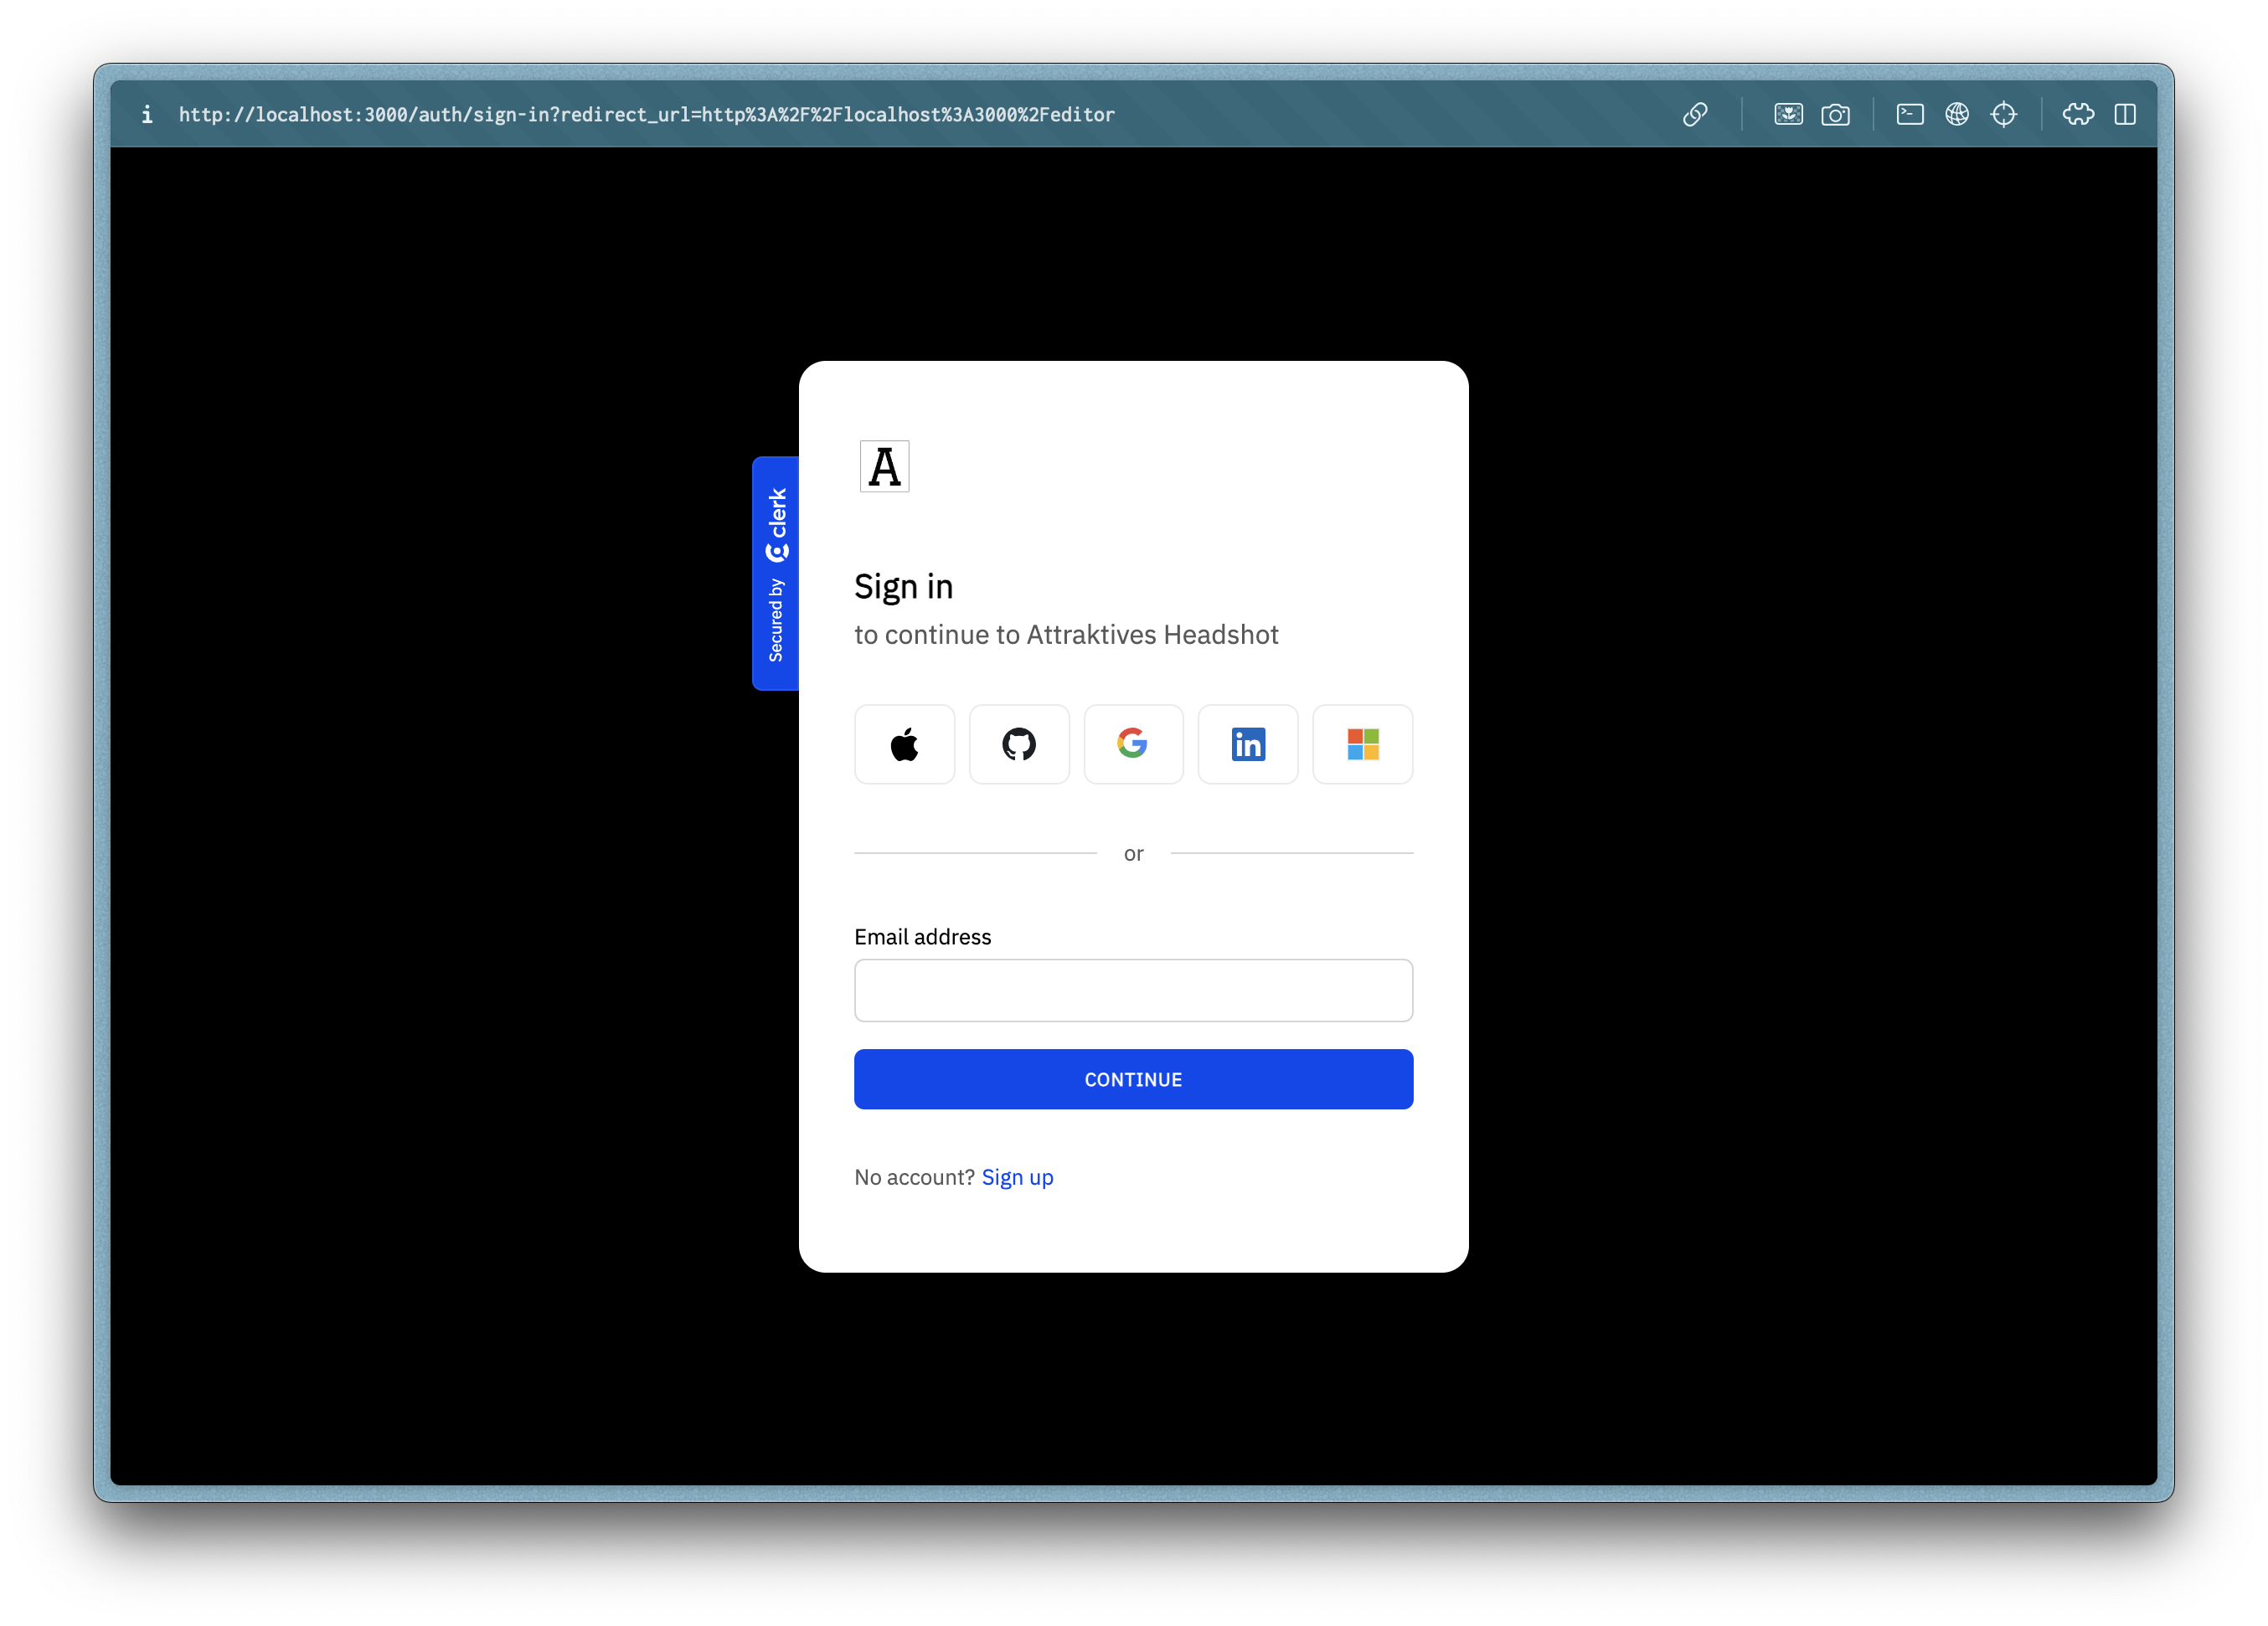 i http://localhost:3000/auth/sign-in?redirect_url=http%3A%2F%2Flocalhost%3A3000%2Feditor
A
Secured by clerk
Sign in
to continue to Attraktives Headshot
in
or
Email address
CONTINUE
No account? Sign up